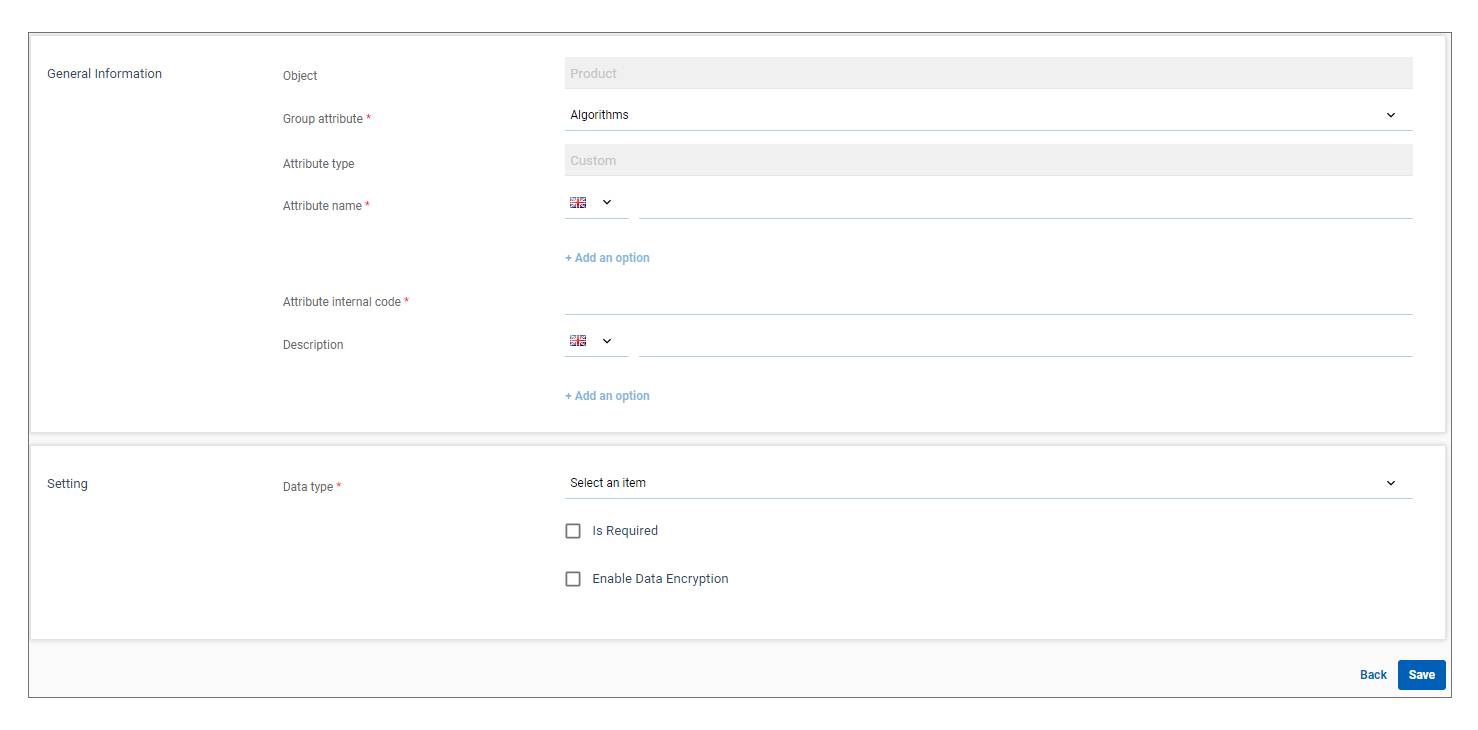 General Information
Object
Product
Group attribute *
Algorithms
Attribute type
Custom
Attribute name *
+ Add an option
Attribute internal code *
Description
+ Add an option
Setting
Data type *
Select an item
Is Required
Enable Data Encryption
Back
Save